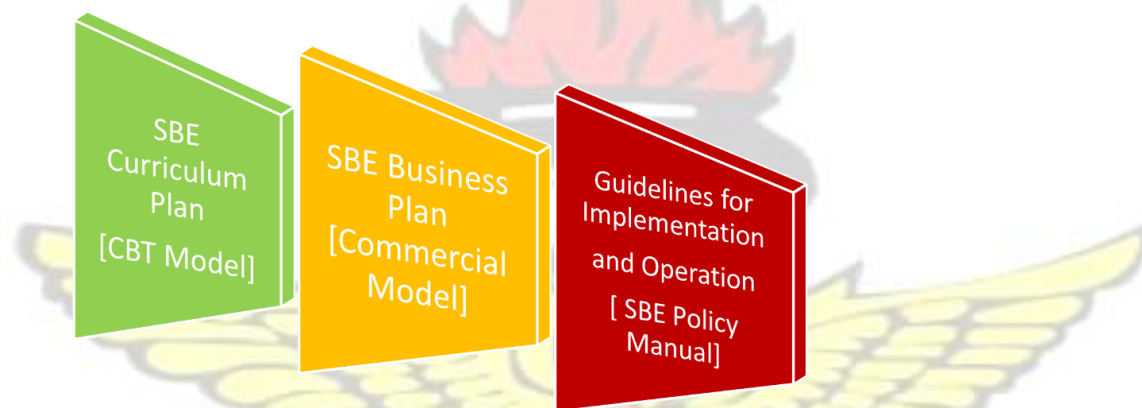 SBE
Curriculum
Plan
[CBT Model]
SBE Business
Plan
[Commercial
Model]
Guidelines for
Implementation
and Operation
[ SBE Policy
Manual]